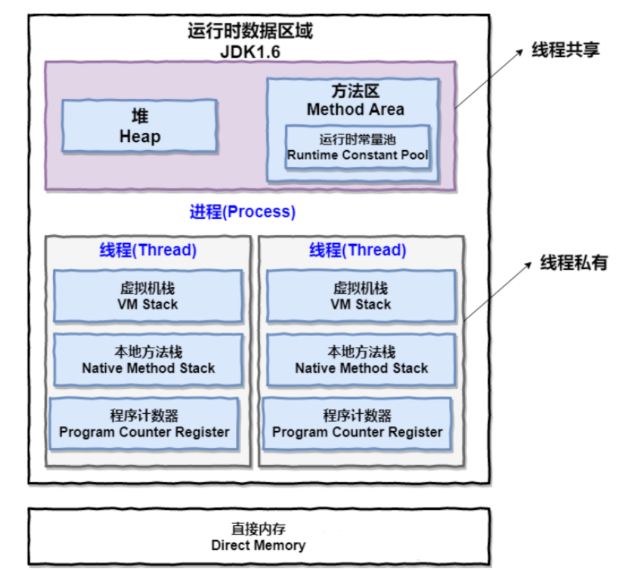 运行时数据区域
JDK1.6
线程共享
堆
Heap
方法区
Method Area
运行时常量池
Runtime Constant Pool
进程(Process)
线程(Thread)
线程(Thread)
线程私有
虚拟机栈
VM Stack
虚拟机栈
VM Stack
本地方法栈
Native Method Stack
本地方法栈
Native Method Stack
程序计数器
Program Counter Register
程序计数器
Program Counter Register
直接内存
Direct Memory